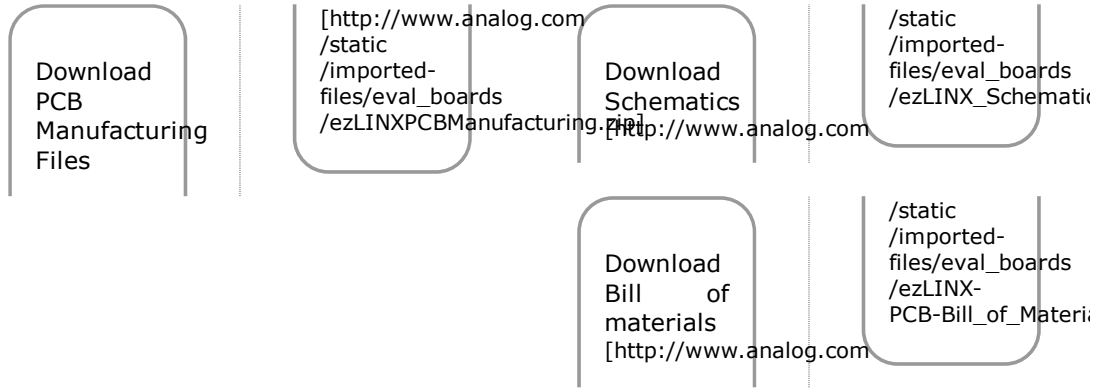 Download
PCB
Manufacturing
Files
[http://www.analog.com
/static
/imported-
files/eval_boards
/ezLINXPCBManufacturing.zip]
Download
Schematics
[http://www.analog.com
/static
/imported-
files/eval_boards
/ezLINX_Schematic
Download
Bill of
materials
[http://www.analog.com
/static
/imported-
files/eval_boards
/ezLINX-
PCB-Bill_of_Materia